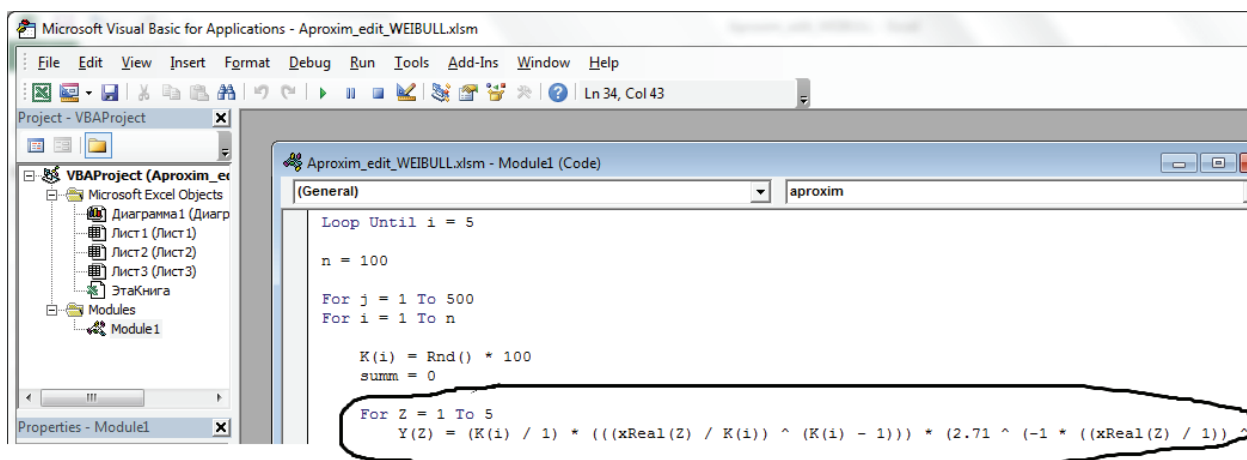 Microsoft Visual Basic for Applications - Aproxim_edit_WEIBULL.xlsm
File Edit View Insert Format Debug Run Tools Add-Ins Window Help
Ln 34, Col 43
Project - VBAProject
VBAProject (Aproxim_e
Microsoft Excel Objects
Диаграмма1 (Диагр
Лист1 (Лист1)
Лист2 (Лист2)
Лист3 (Лист3)
ЭтаКнига
Modules
Module1
Properties - Module1
Aproxim_edit_WEIBULL.xlsm - Module1 (Code)
(General) aproxim
Loop Until i = 5
n = 100
For j = 1 To 500
For i = 1 To n
K(i) = Rnd() * 100
summ = 0
For Z = 1 To 5
Y(Z) = (K(i) / 1) * (((xReal(Z) / K(i)) ^ (K(i) - 1))) * (2.71 ^ (-1 * ((xReal(Z) / 1)) ^